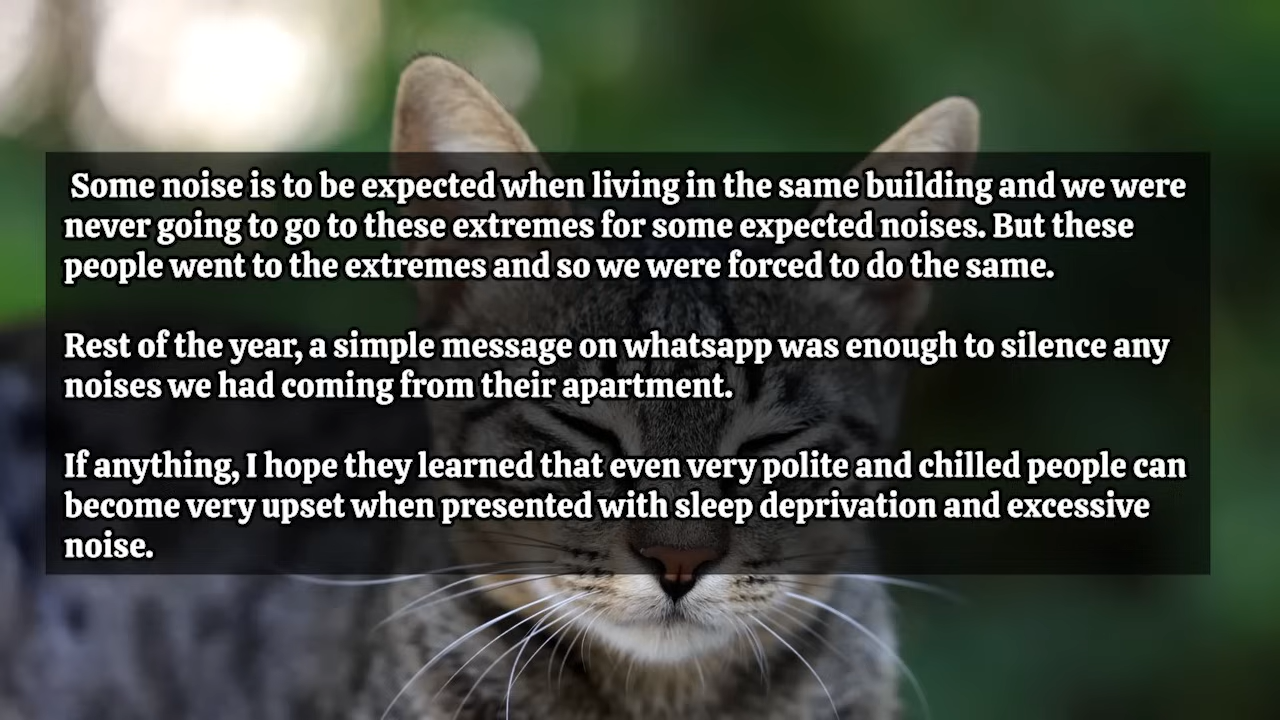 Some noise is to be expected when living in the same building and we were
never going to go to these extremes for some expected noises. But these
people went to the extremes and so we were forced to do the same.
Rest of the year, a simple message on whatsapp was enough to silence any
noises we had coming from their apartment.
If anything, I hope they learned that even very polite and chilled people can
become very upset when presented with sleep deprivation and excessive
noise.